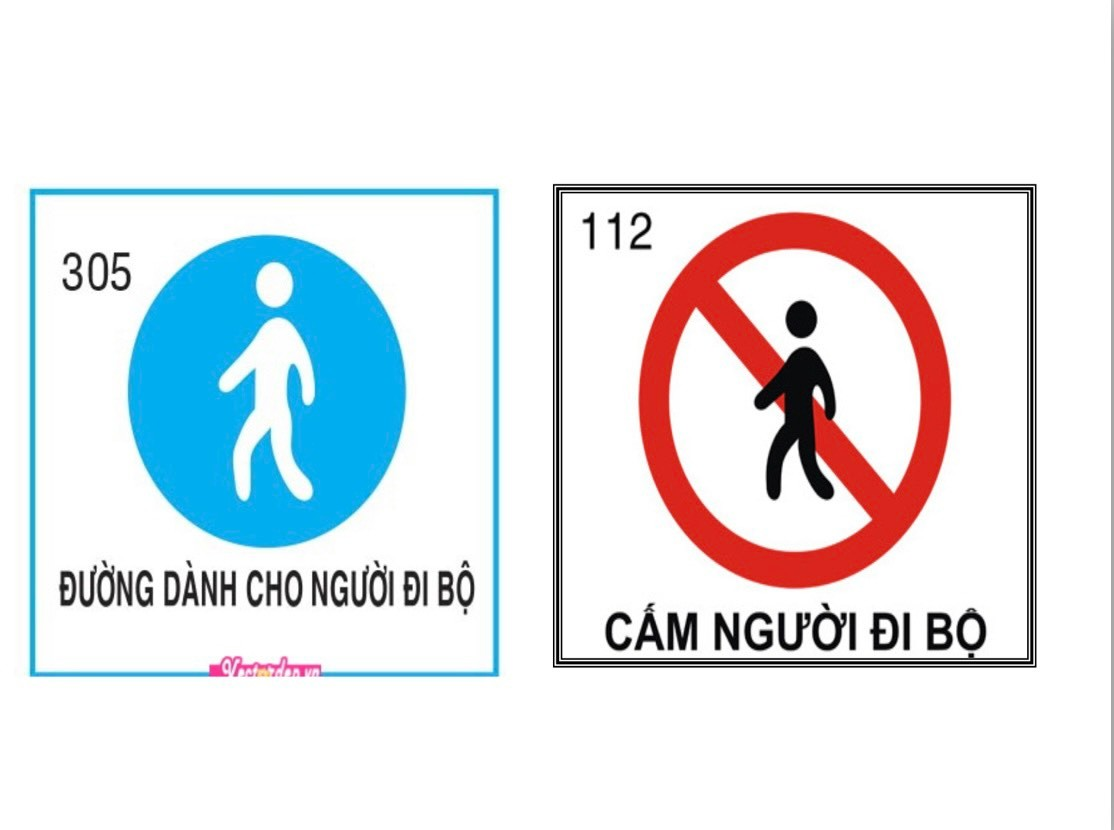 305
ĐƯỜNG DÀNH CHO NGƯỜI ĐI BỘ
112
CẤM NGƯỜI ĐI BỘ